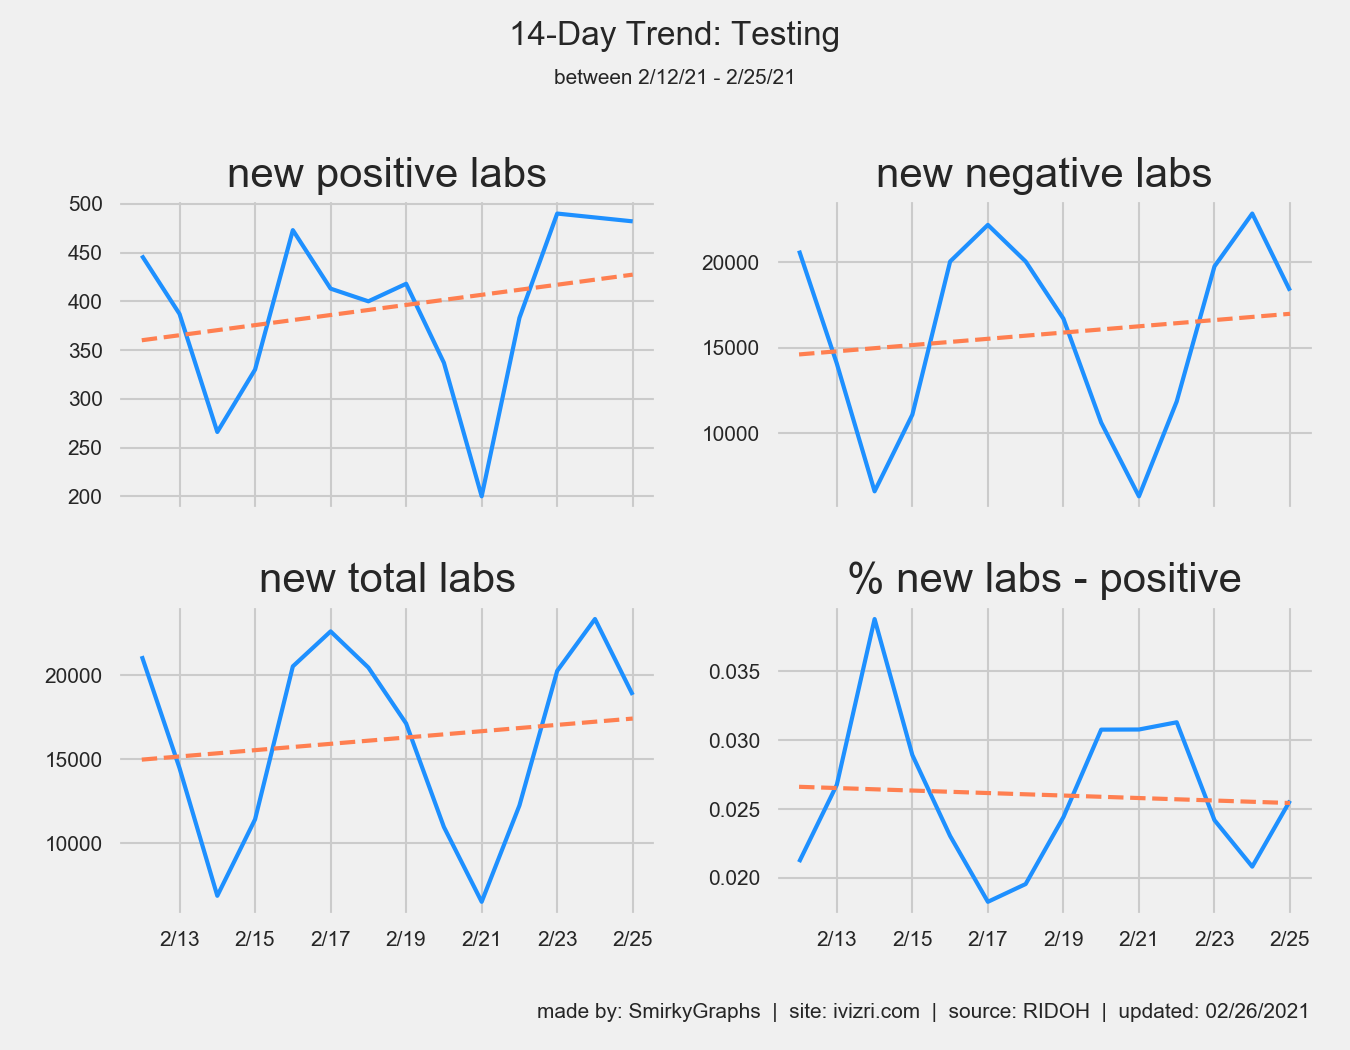 14-Day Trend: Testing
between 2/12/21 - 2/25/21
new positive labs
500
450
400
350
300
250
200
new negative labs
20000
15000
10000
new total labs
20000
15000
10000
2/13 2/15 2/17 2/19 2/21 2/23 2/25
% new labs - positive
0.035
0.030
0.025
0.020
2/13 2/15 2/17 2/19 2/21 2/23 2/25
made by: SmirkyGraphs | site: ivizri.com | source: RIDOH | updated: 02/26/2021